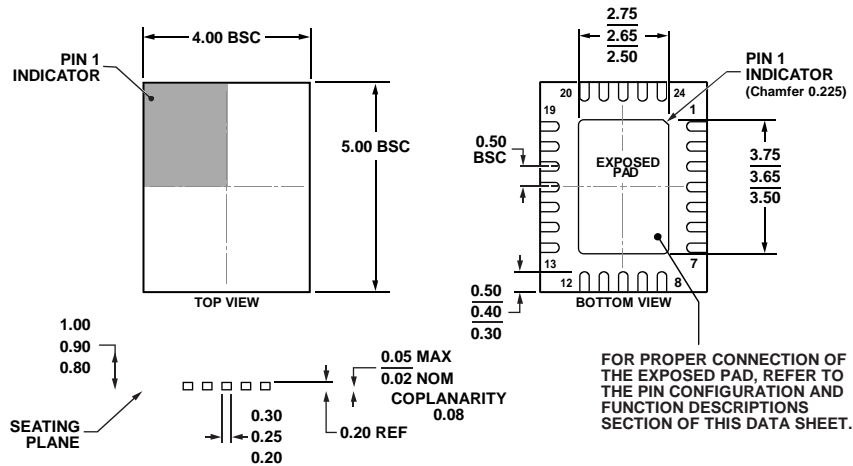 4.00 BSC
PIN 1
INDICATOR
5.00 BSC
TOP VIEW
2.75
2.65
2.50
PIN 1
INDICATOR
(Chamfer 0.225)
20
24
19
1
0.50
BSC
EXPOSED
PAD
3.75
3.65
3.50
13
7
12
8
BOTTOM VIEW
0.50
0.40
0.30
1.00
0.90
0.80
0.05 MAX
0.02 NOM
COPLANARITY
0.08
SEATING
PLANE
0.30
0.25
0.20
0.20 REF
FOR PROPER CONNECTION OF
THE EXPOSED PAD, REFER TO
THE PIN CONFIGURATION AND
FUNCTION DESCRIPTIONS
SECTION OF THIS DATA SHEET.